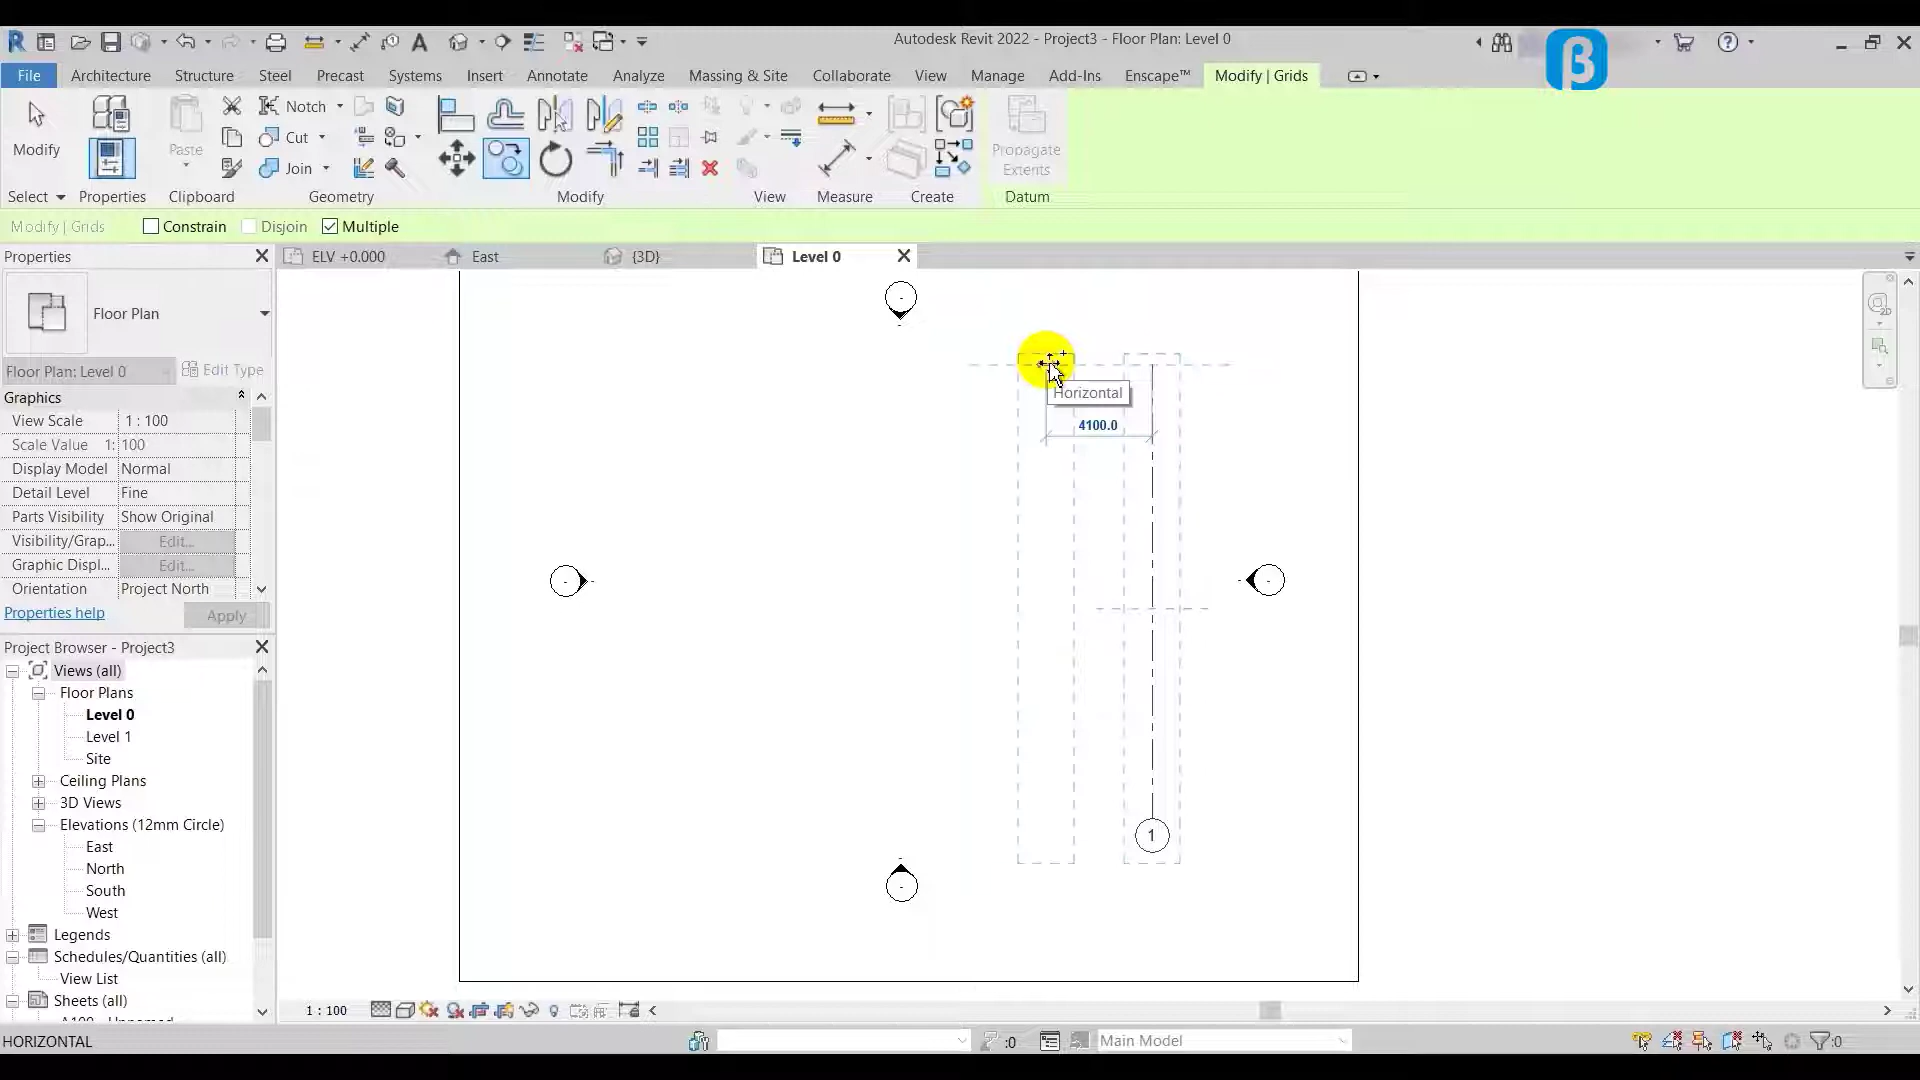 Autodesk Revit 2022 - Project3 - Floor Plan: Level 0
β
File Architecture Structure Steel Precast Systems Insert Annotate Analyze Massing & Site Collaborate View Manage Add-Ins Enscape™ Modify | Grids
Modify Paste Notch Cut Join Propagate Extents
Select Properties Clipboard Geometry Modify View Measure Create Datum
Modify | Grids Constrain Disjoin Multiple
Properties
ELV +0.000 East {3D} Level 0
Floor Plan
Floor Plan: Level 0 Edit Type
Graphics
View Scale 1 : 100
Scale Value 1: 100
Display Model Normal
Detail Level Fine
Parts Visibility Show Original
Visibility/Grap... Edit...
Graphic Displ... Edit...
Orientation Project North
Properties help Apply
Horizontal
4100.0
1
2D
Project Browser - Project3
Views (all)
Floor Plans
Level 0
Level 1
Site
Ceiling Plans
3D Views
Elevations (12mm Circle)
East
North
South
West
Legends
Schedules/Quantities (all)
View List
Sheets (all)
1 : 100
HORIZONTAL
:0
Main Model
:0